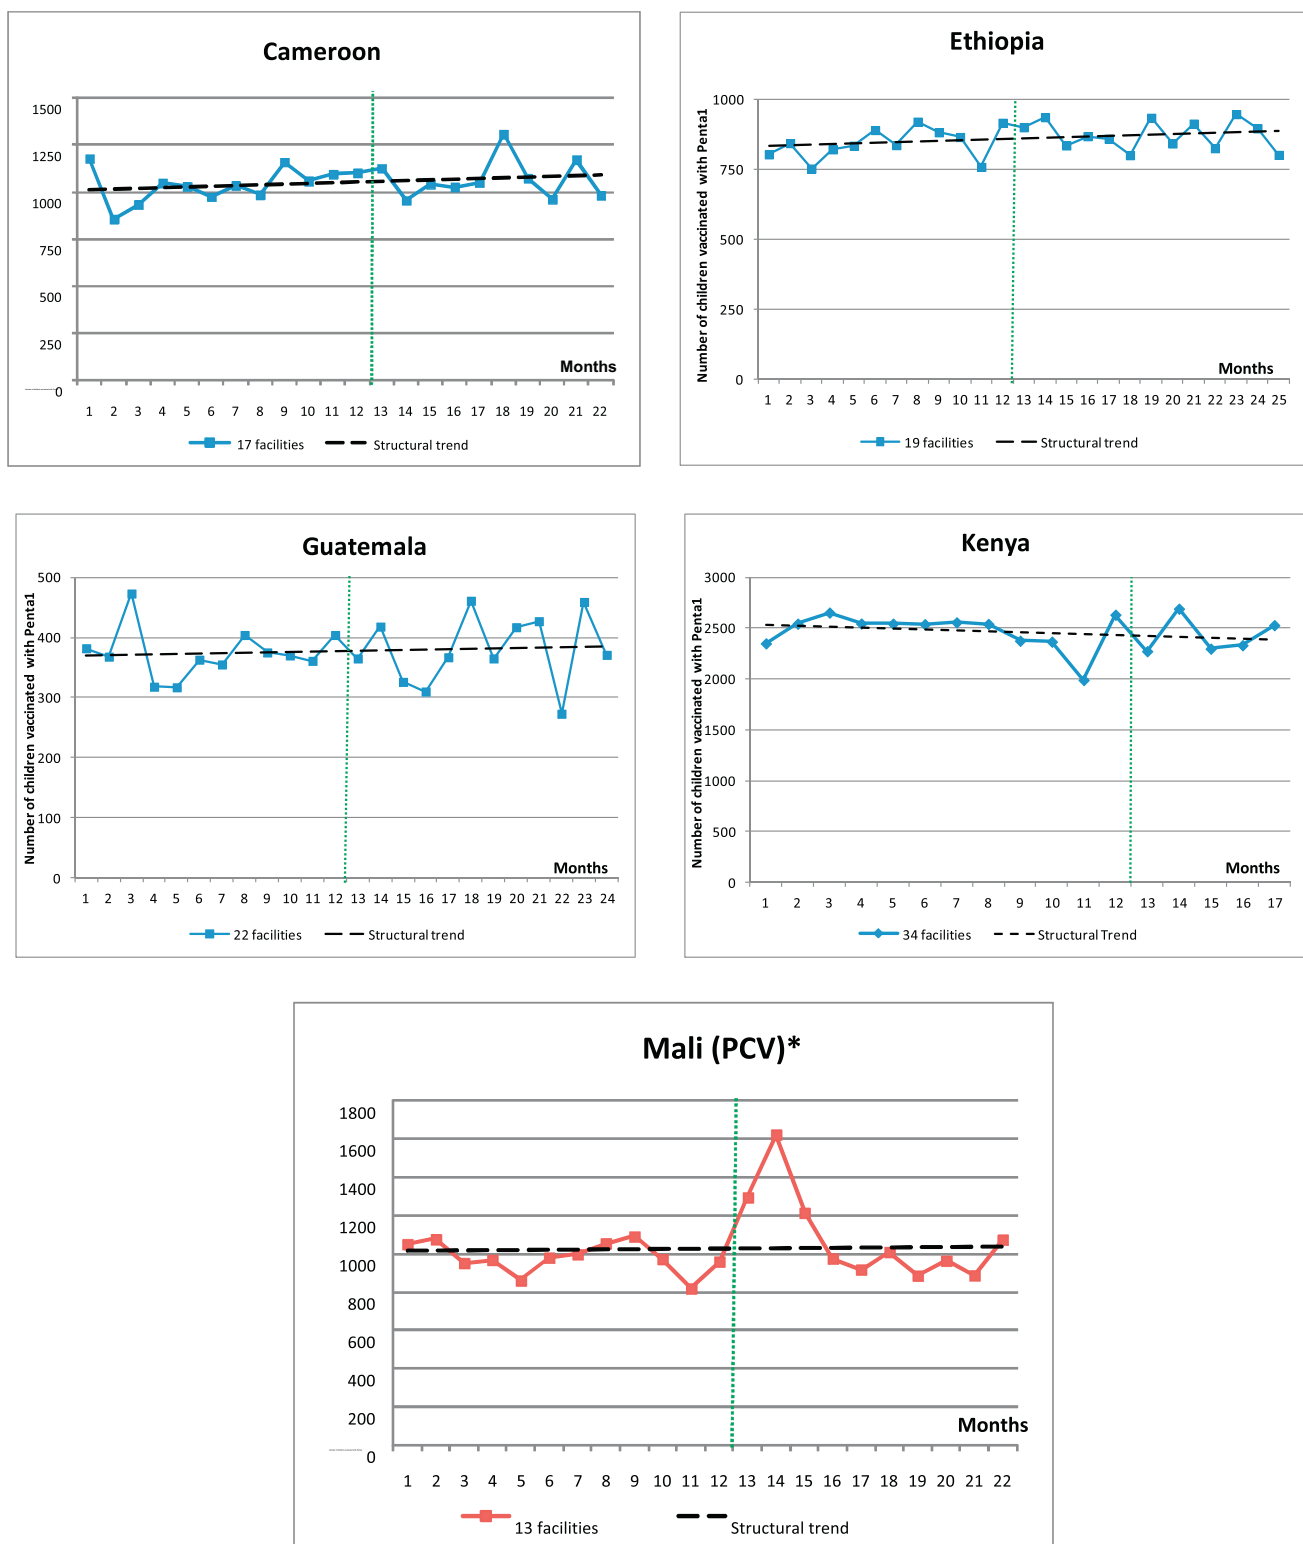 Cameroon
1500
1250
1000
750
500
250
0
Months
1 2 3 4 5 6 7 8 9 10 11 12 13 14 15 16 17 18 19 20 21 22
17 facilities Structural trend
Ethiopia
Number of children vaccinated with Penta1
1000
750
500
250
0
Months
1 2 3 4 5 6 7 8 9 10 11 12 13 14 15 16 17 18 19 20 21 22 23 24 25
19 facilities Structural trend
Guatemala
Number of children vaccinated with Penta1
500
400
300
200
100
0
Months
1 2 3 4 5 6 7 8 9 10 11 12 13 14 15 16 17 18 19 20 21 22 23 24
22 facilities Structural trend
Kenya
Number of children vaccinated with Penta1
3000
2500
2000
1500
1000
500
0
Months
1 2 3 4 5 6 7 8 9 10 11 12 13 14 15 16 17
34 facilities Structural Trend
Mali (PCV)*
1800
1600
1400
1200
1000
800
600
400
200
0
Months
1 2 3 4 5 6 7 8 9 10 11 12 13 14 15 16 17 18 19 20 21 22
13 facilities Structural trend